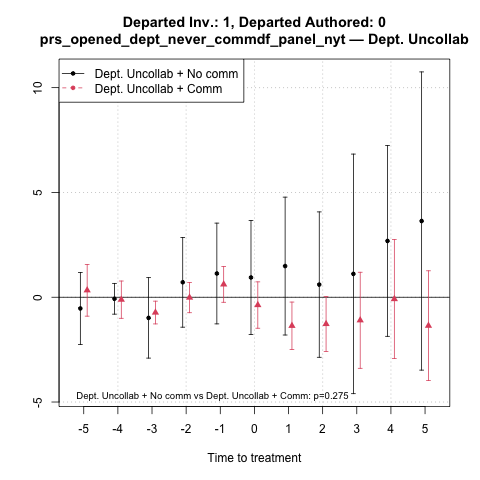 Departed Inv.: 1, Departed Authored: 0
prs_opened_dept_never_commdf_panel_nyt — Dept. Uncollab
Dept. Uncollab + No comm
Dept. Uncollab + Comm
10
5
0
-5
Dept. Uncollab + No comm vs Dept. Uncollab + Comm: p=0.275
-5 -4 -3 -2 -1 0 1 2 3 4 5
Time to treatment